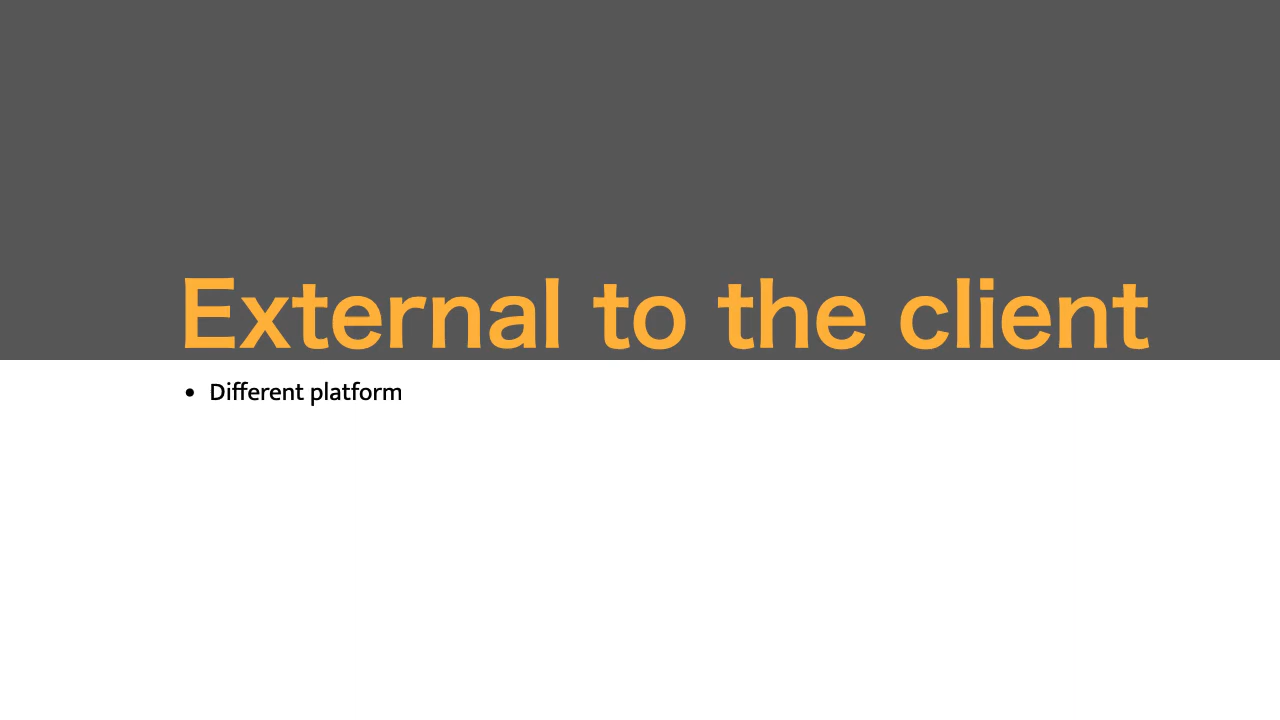 External to the client
• Different platform